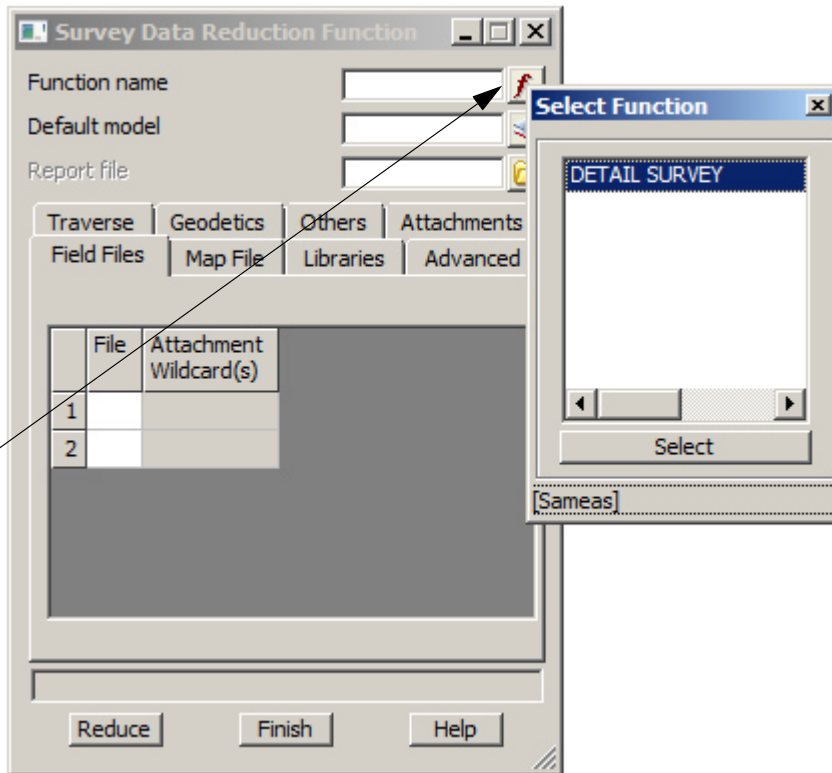 Survey Data Reduction Function
Function name
Default model
Report file
Traverse Geodetics Others Attachments
Field Files Map File Libraries Advanced
File Attachment
Wildcard(s)
1
2
Reduce Finish Help
Select Function
DETAIL SURVEY
Select
[Sameas]